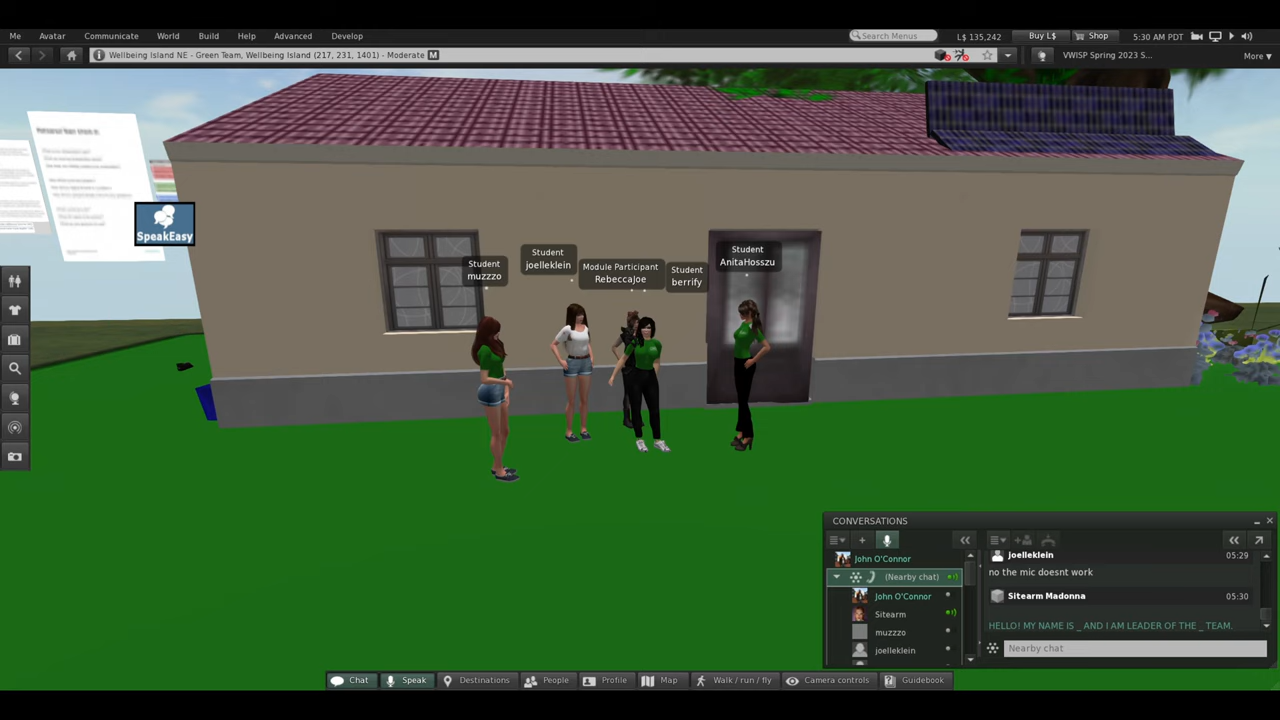 Me Avatar Communicate World Build Help Advanced Develop Search Menus L$ 135,242 Buy L$ Shop 5:30 AM PDT
Wellbeing Island NE - Green Team, Wellbeing Island (217, 231, 1401) - Moderate M VWISP Spring 2023 S... More
SpeakEasy
Student
muzzzo
Student
joelleklein
Module Participant
RebeccaJoe
Student
berrify
Student
AnitaHosszu
CONVERSATIONS
John O'Connor
(Nearby chat)
John O'Connor
Sitearm
muzzzo
joelleklein
joelleklein 05:29
no the mic doesnt work
Sitearm Madonna 05:30
HELLO! MY NAME IS _ AND I AM LEADER OF THE _ TEAM.
Nearby chat
Chat Speak Destinations People Profile Map Walk / run / fly Camera controls Guidebook